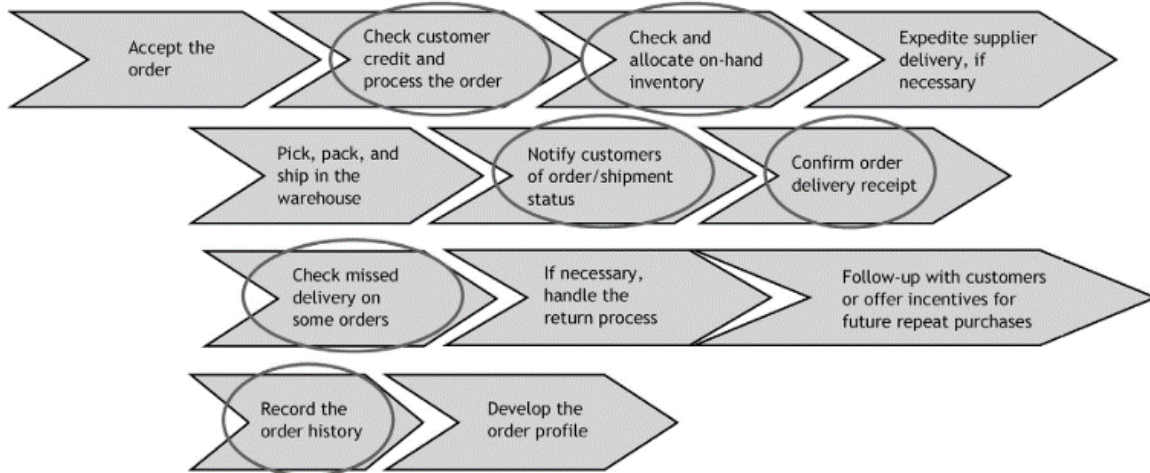 Accept the
order
Check customer
credit and
process the order
Check and
allocate on-hand
inventory
Expedite supplier
delivery, if
necessary
Pick, pack, and
ship in the
warehouse
Notify customers
of order/shipment
status
Confirm order
delivery receipt
Check missed
delivery on
some orders
If necessary,
handle the
return process
Follow-up with customers
or offer incentives for
future repeat purchases
Record the
order history
Develop the
order profile